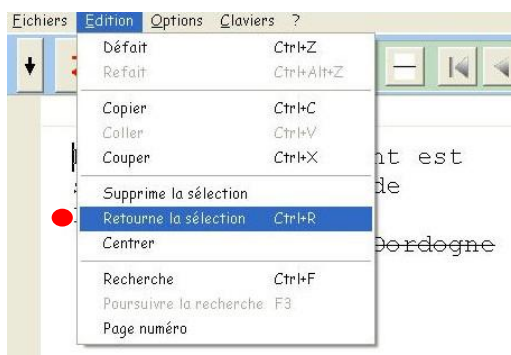 Eichiers Edition Options Claviers ?
Défait Ctrl+Z
Refait Ctrl+Alt+Z
Copier Ctrl+C
Coller Ctrl+V
Couper Ctrl+X
nt est
Supprime la sélection
de
Retourne la sélection Ctrl+R
Centrer
Dordogne
Recherche Ctrl+F
Poursuivre la recherche F3
Page numéro